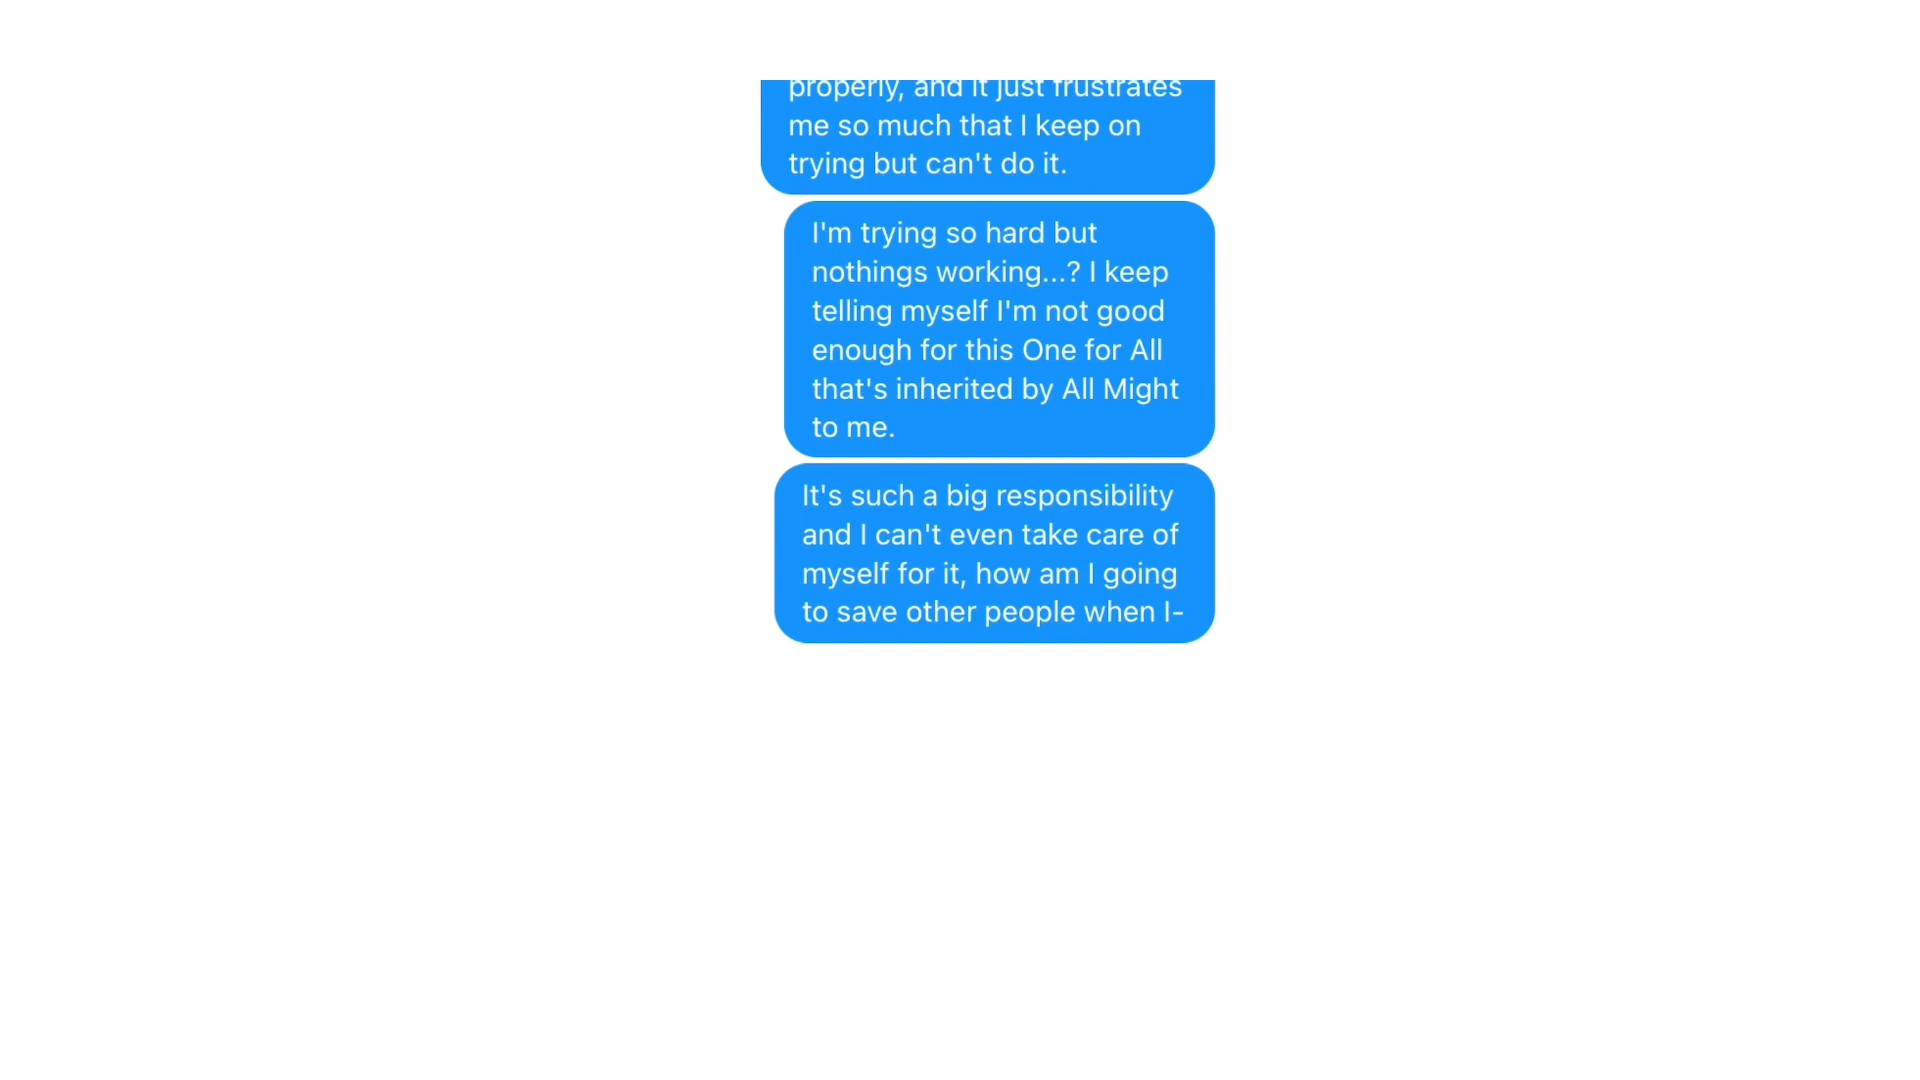 properly, and it just frustrates
me so much that I keep on
trying but can't do it.
I'm trying so hard but
nothings working...? I keep
telling myself I'm not good
enough for this One for All
that's inherited by All Might
to me.
It's such a big responsibility
and I can't even take care of
myself for it, how am I going
to save other people when I-